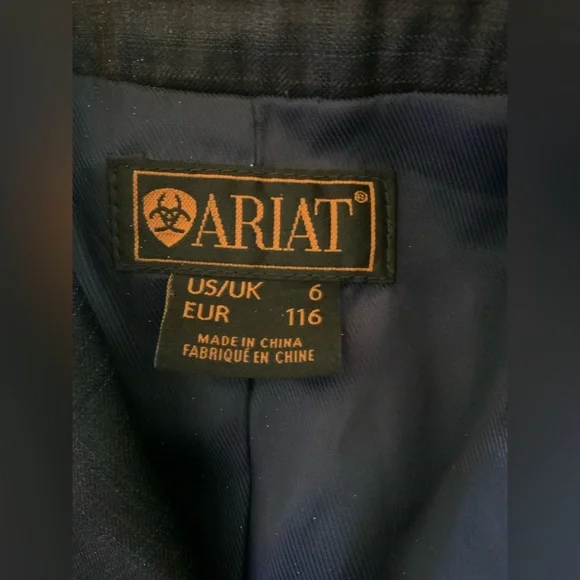 ARIAT®
US/UK 6
EUR 116
MADE IN CHINA
FABRIQUÉ EN CHINE